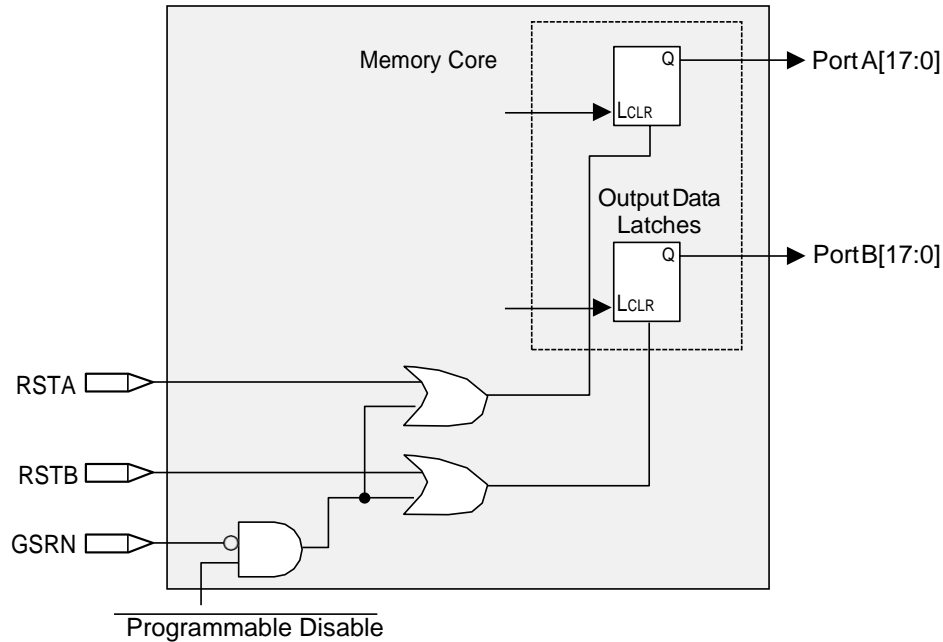 Memory Core
Q
LCLR
Port A[17:0]
Output Data
Latches
Q
LCLR
Port B[17:0]
RSTA
RSTB
GSRN
Programmable Disable